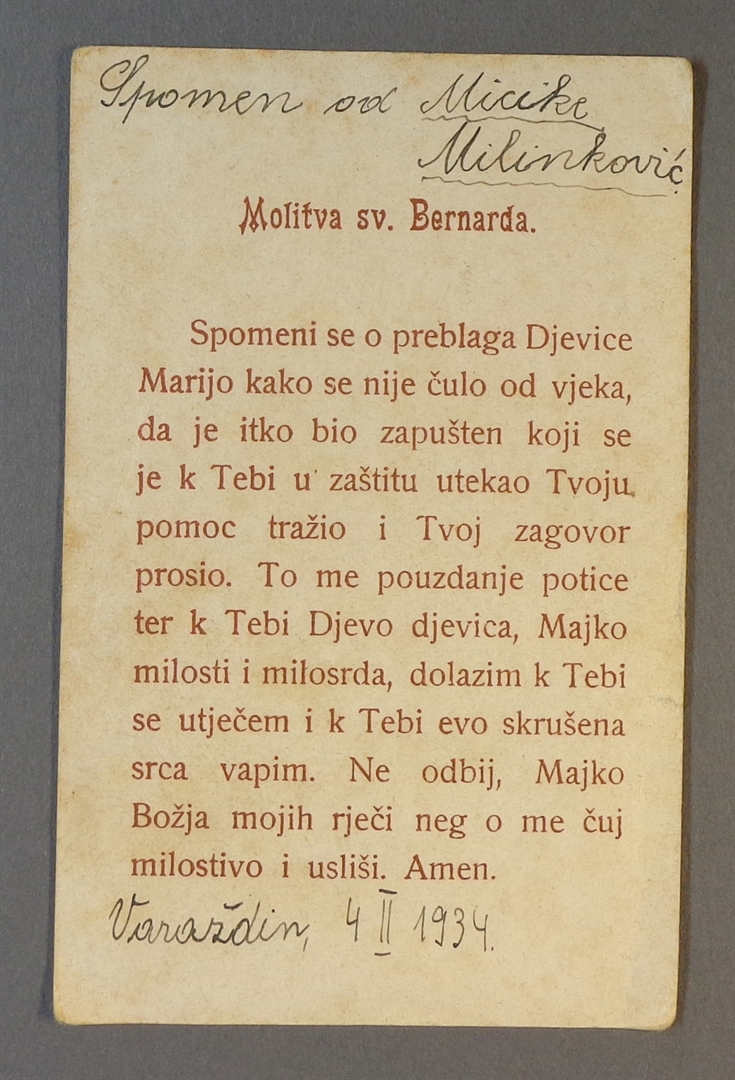 Spomen od Micike
Milinković
Molitva sv. Bernarda.
Spomeni se o preblaga Djevice
Marijo kako se nije čulo od vjeka,
da je itko bio zapušten koji se
je k Tebi u zaštitu utekao Tvoju
pomoc tražio i Tvoj zagovor
prosio. To me pouzdanje potice
ter k Tebi Djevo djevica, Majko
milosti i milosrda, dolazim k Tebi
se utječem i k Tebi evo skrušena
srca vapim. Ne odbij, Majko
Božja mojih rječi neg o me čuj
milostivo i usliši. Amen.
Varaždin, 4 II 1934.